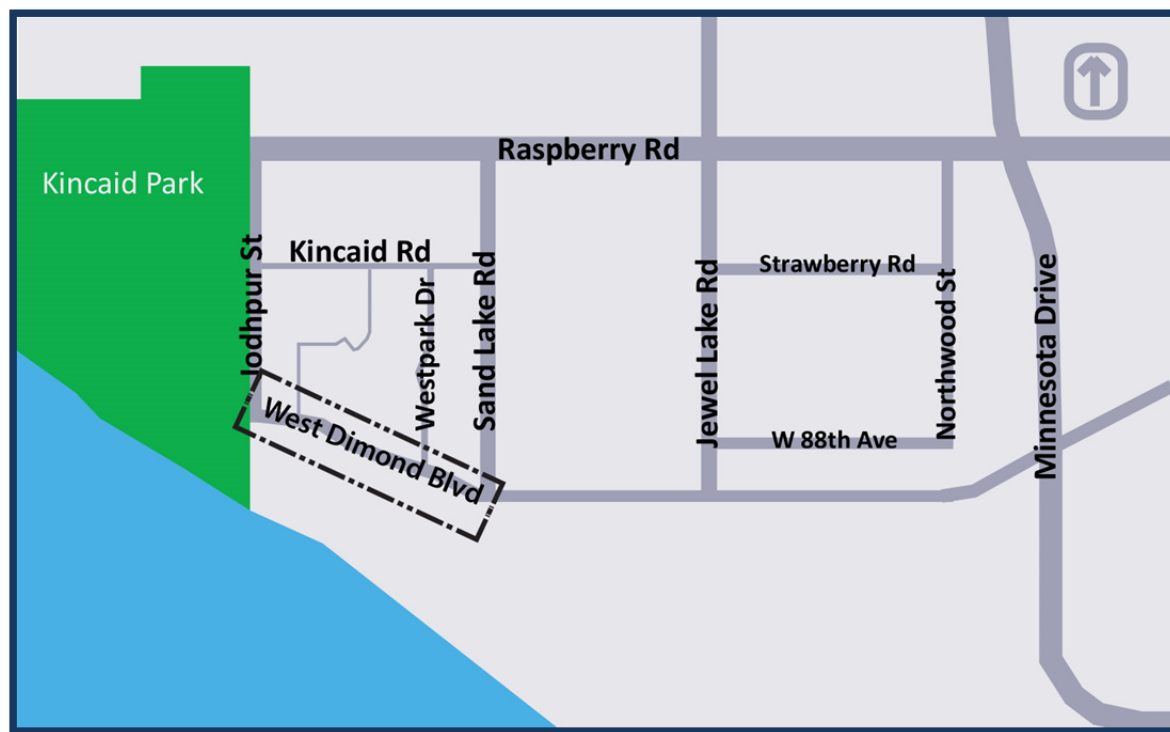 Raspberry Rd
Kincaid Park
Kincaid Rd
Jodhpur St
Westpark Dr
Sand Lake Rd
Jewel Lake Rd
Strawberry Rd
Northwood St
Minnesota Drive
West Dimond Blvd
W 88th Ave